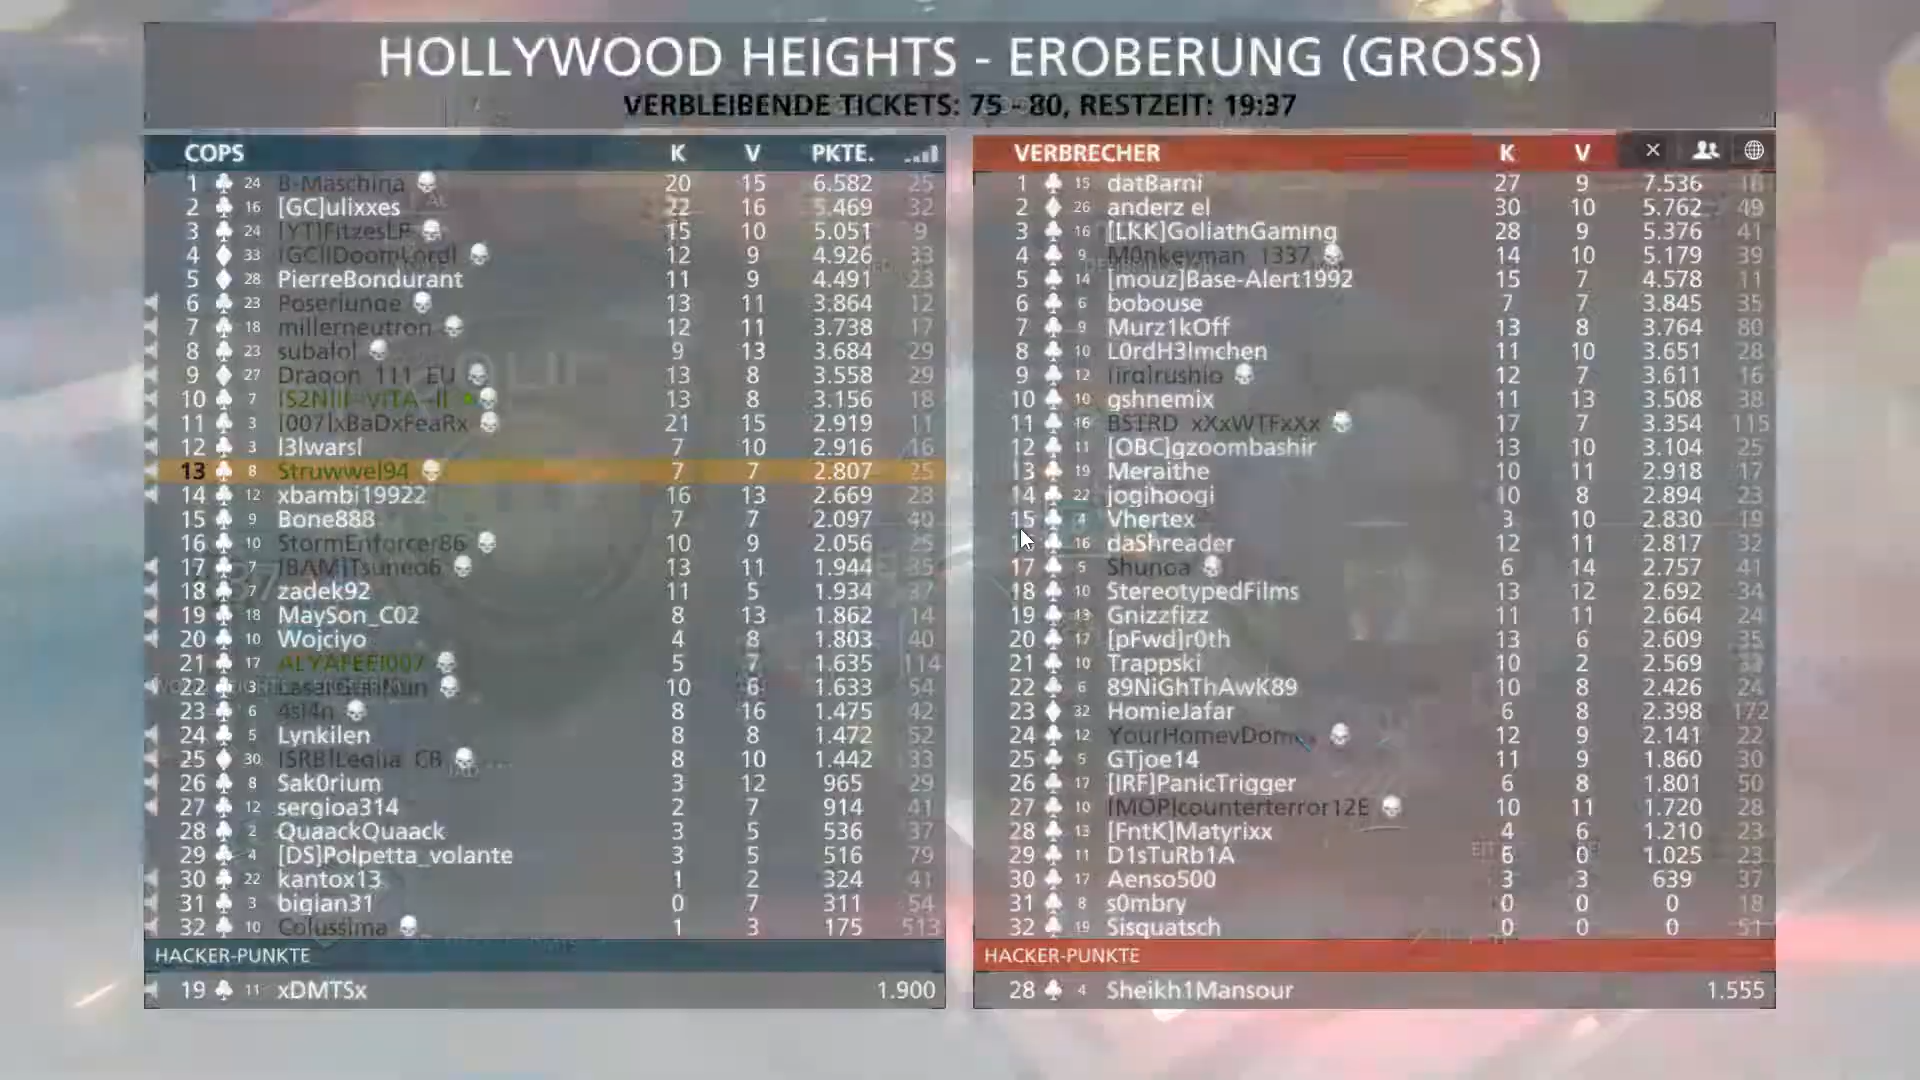 HOLLYWOOD HEIGHTS - EROBERUNG (GROSS)
VERBLEIBENDE TICKETS: 75 - 80, RESTZEIT: 19:37
COPS K V PKTE.
1 24 B-Maschina 20 15 6.582 25
2 16 [GC]ulixxes 22 16 5.469 32
3 24 [YT]FitzesLP 15 10 5.051 9
4 33 [GC]DoomLord 12 9 4.926 33
5 28 PierreBondurant 11 9 4.491 23
6 23 Poserjunge 13 11 3.864 12
7 18 millerneutron 12 11 3.738 17
8 23 subalol 9 13 3.684 29
9 27 Dragon_111_EU 13 8 3.558 29
10 7 13 8 3.156 18
11 3 [007]xBaDxFeaRx 21 15 2.919 11
12 3 l3lwarsl 7 10 2.916 16
13 8 Struwwel94 7 7 2.807 25
14 12 xbambi19922 16 13 2.669 28
15 9 Bone888 7 7 2.097 40
16 10 StormEnforcer86 10 9 2.056 25
17 7 [BAM]Tsuneo6 13 11 1.944 35
18 7 zadek92 11 5 1.934 37
19 18 MaySon_C02 8 13 1.862 14
20 10 Wojciyo 4 8 1.803 40
21 17 ALYAFEEI007 5 7 1.635 114
22 3 10 6 1.633 54
23 6 4si4n 8 16 1.475 42
24 5 Lynkilen 8 8 1.472 52
25 30 [SRB]Legija_CR 8 10 1.442 33
26 8 Sak0rium 3 12 965 29
27 12 sergioa314 2 7 914 41
28 2 QuaackQuaack 3 5 536 37
29 4 [DS]Polpetta_volante 3 5 516 79
30 22 kantox13 1 2 324 41
31 3 bigian31 0 7 311 54
32 10 Colussima 1 3 175 513
HACKER-PUNKTE
19 11 xDMTSx 1.900
VERBRECHER K V
1 15 datBarni 27 9 7.536 18
2 26 anderz el 30 10 5.762 49
3 16 [LKK]GoliathGaming 28 9 5.376 41
4 9 M0nkeyman_1337 14 10 5.179 39
5 14 [mouz]Base-Alert1992 15 7 4.578 11
6 6 bobouse 7 7 3.845 35
7 9 Murz1kOff 13 8 3.764 80
8 10 L0rdH3lmchen 11 10 3.651 28
9 12 [irq]rushio 12 7 3.611 16
10 10 gshnemix 11 13 3.508 38
11 16 BSTRD_xXxWTFxXx 17 7 3.354 115
12 11 [OBC]gzoombashir 13 10 3.104 25
13 19 Meraithe 10 11 2.918 17
14 22 jogihoogi 10 8 2.894 23
15 4 Vhertex 3 10 2.830 19
16 daShreader 12 11 2.817 32
17 5 Shunoa 6 14 2.757 41
18 10 StereotypedFilms 13 12 2.692 34
19 13 Gnizzfizz 11 11 2.664 24
20 17 [pFwd]r0th 13 6 2.609 35
21 10 Trappski 10 2 2.569
22 6 89NiGhThAwK89 10 8 2.426 24
23 32 HomieJafar 6 8 2.398 172
24 12 12 9 2.141 22
25 5 GTjoe14 11 9 1.860 30
26 17 [IRF]PanicTrigger 6 8 1.801 50
27 10 [MOP]counterterror12E 10 11 1.720 28
28 13 [FntK]Matyrixx 4 6 1.210 23
29 11 D1sTuRb1A 6 0 1.025 23
30 17 Aenso500 3 3 639 37
31 8 s0mbry 0 0 0 18
32 19 Sisquatsch 0 0 0 51
HACKER-PUNKTE
28 4 Sheikh1Mansour 1.555